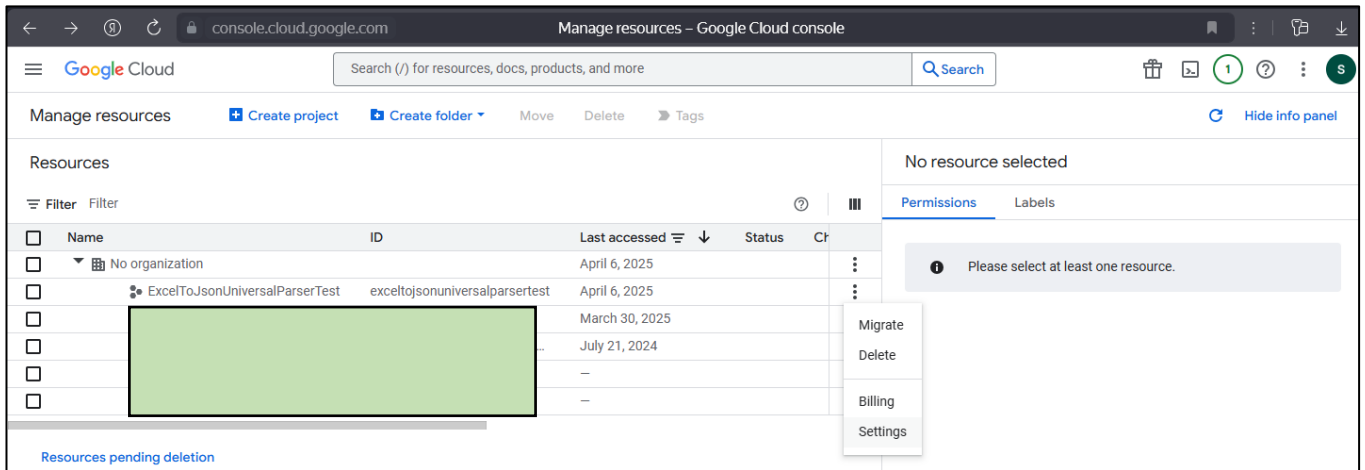 Я console.cloud.google.com Manage resources – Google Cloud console
Google Cloud Search (/) for resources, docs, products, and more Search 1 S
Manage resources Create project Create folder Move Delete Tags Hide info panel
Resources
Filter Filter
Name ID Last accessed Status Ch
No organization April 6, 2025
ExcelToJsonUniversalParserTest exceltojsonuniversalparsertest April 6, 2025
March 30, 2025
... July 21, 2024
—
—
Resources pending deletion
Migrate
Delete
Billing
Settings
No resource selected
Permissions Labels
Please select at least one resource.